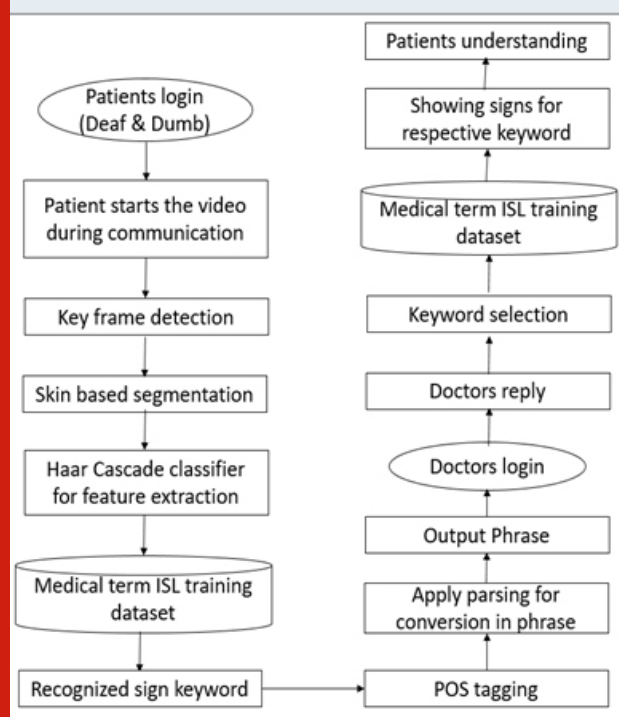 Patients login
(Deaf & Dumb)
Patient starts the video
during communication
Key frame detection
Skin based segmentation
Haar Cascade classifier
for feature extraction
Medical term ISL training
dataset
Recognized sign keyword
POS tagging
Apply parsing for
conversion in phrase
Output Phrase
Doctors login
Doctors reply
Keyword selection
Medical term ISL training
dataset
Showing signs for
respective keyword
Patients understanding